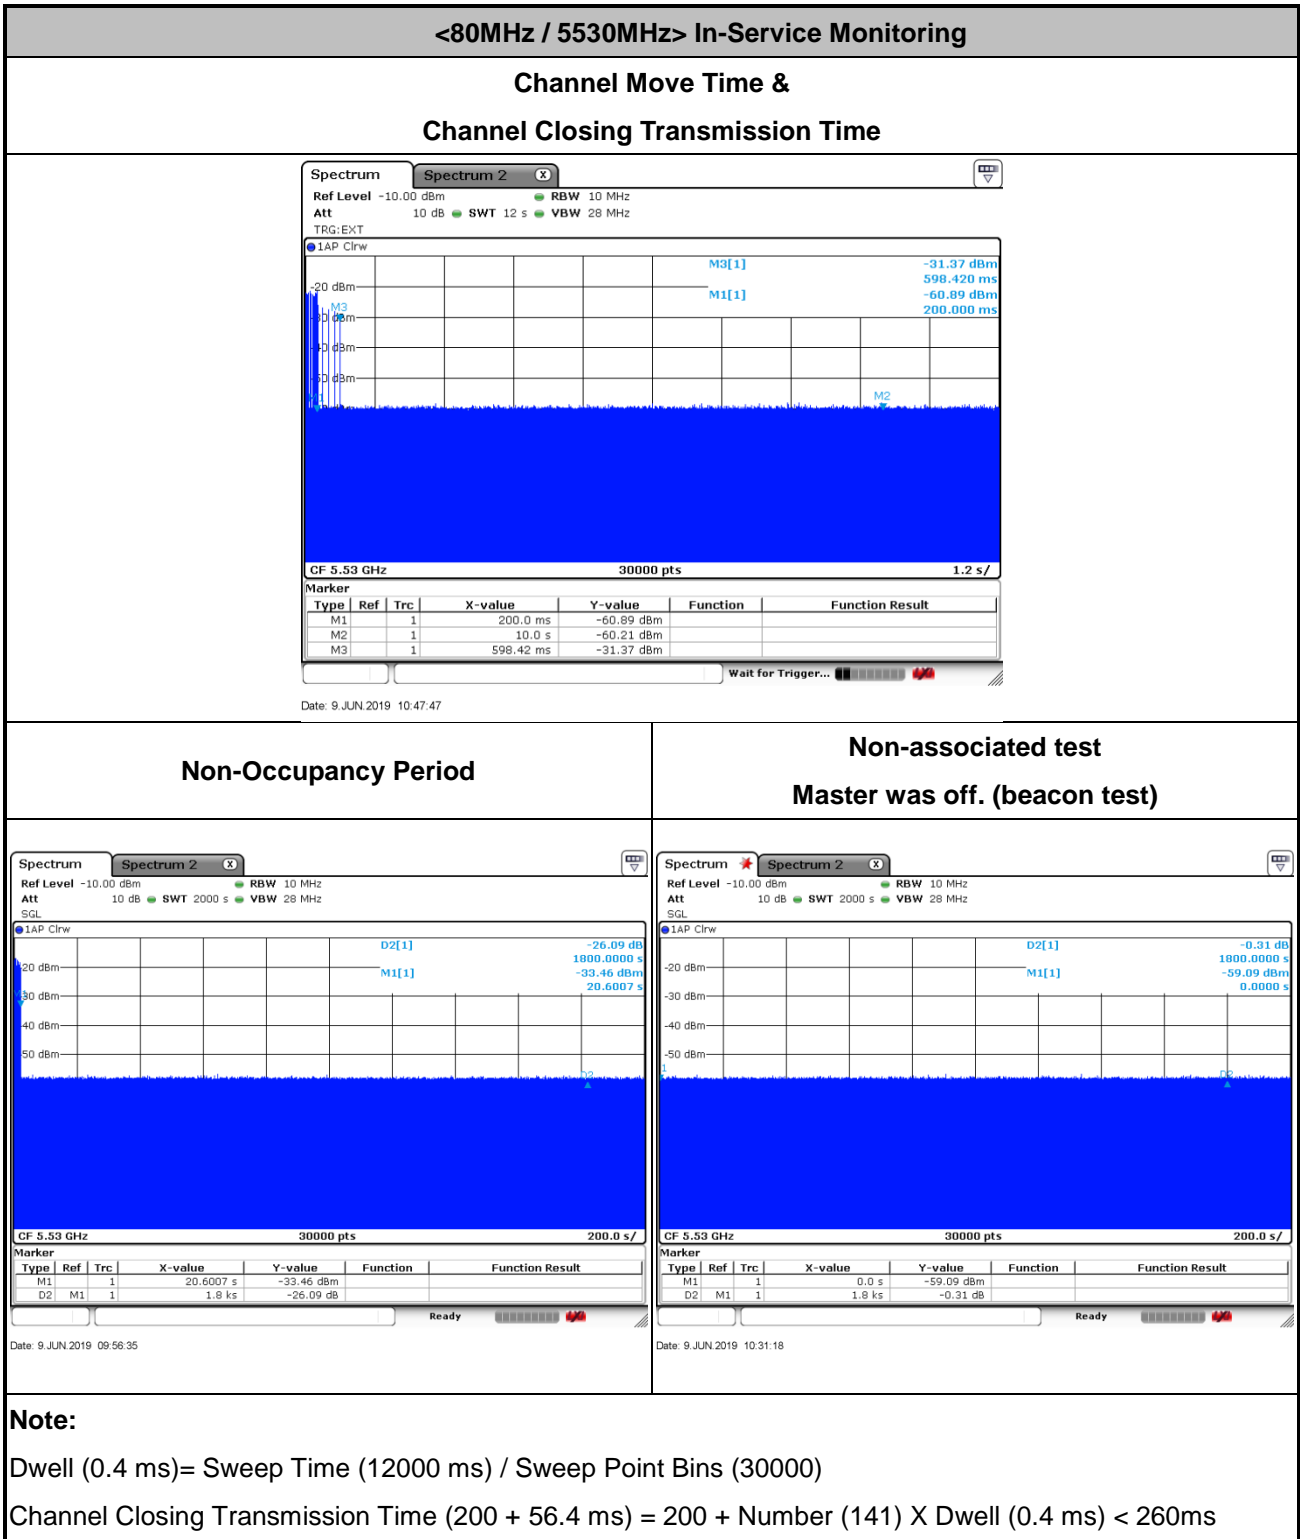 <80MHz / 5530MHz> In-Service Monitoring
Channel Move Time &
Channel Closing Transmission Time
Spectrum Spectrum 2 X
Ref Level -10.00 dBm RBW 10 MHz
Att 10 dB SWT 12 s VBW 28 MHz
TRG:EXT
1AP Clrw
M3[1] -31.37 dBm
598.420 ms
-20 dBm
M1[1] -60.89 dBm
200.000 ms
M3
M2
CF 5.53 GHz 30000 pts 1.2 s/
Marker
Type Ref Trc X-value Y-value Function Function Result
M1 1 200.0 ms -60.89 dBm
M2 1 10.0 s -60.21 dBm
M3 1 598.42 ms -31.37 dBm
Wait for Trigger...
Date: 9.JUN.2019 10:47:47
Non-Occupancy Period
Non-associated test
Master was off. (beacon test)
Spectrum Spectrum 2 X
Ref Level -10.00 dBm RBW 10 MHz
Att 10 dB SWT 2000 s VBW 28 MHz
SGL
1AP Clrw
D2[1] -26.09 dB
1800.0000 s
-20 dBm
M1[1] -33.46 dBm
20.6007 s
-30 dBm
-40 dBm
-50 dBm
D2
CF 5.53 GHz 30000 pts 200.0 s/
Marker
Type Ref Trc X-value Y-value Function Function Result
M1 1 20.6007 s -33.46 dBm
D2 M1 1 1.8 ks -26.09 dB
Ready
Date: 9.JUN.2019 09:56:35
Spectrum Spectrum 2 X
Ref Level -10.00 dBm RBW 10 MHz
Att 10 dB SWT 2000 s VBW 28 MHz
SGL
1AP Clrw
D2[1] -0.31 dB
1800.0000 s
-20 dBm
M1[1] -59.09 dBm
0.0000 s
-30 dBm
-40 dBm
-50 dBm
D2
CF 5.53 GHz 30000 pts 200.0 s/
Marker
Type Ref Trc X-value Y-value Function Function Result
M1 1 0.0 s -59.09 dBm
D2 M1 1 1.8 ks -0.31 dB
Ready
Date: 9.JUN.2019 10:31:18
Note:
Dwell (0.4 ms)= Sweep Time (12000 ms) / Sweep Point Bins (30000)
Channel Closing Transmission Time (200 + 56.4 ms) = 200 + Number (141) X Dwell (0.4 ms) < 260ms